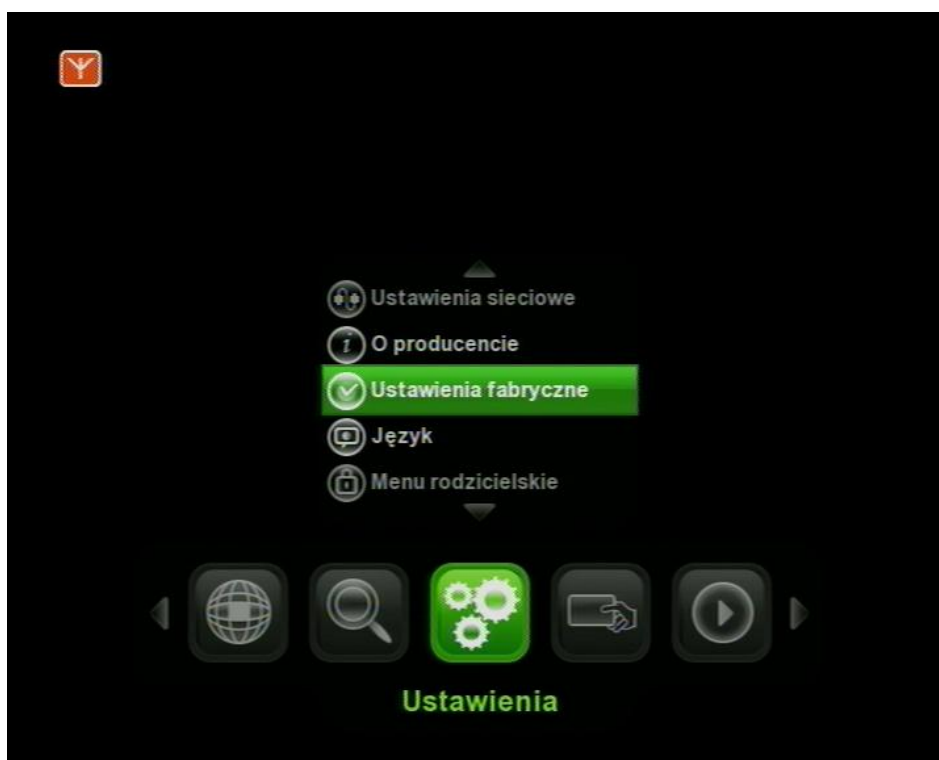 Ustawienia sieciowe
O producencie
Ustawienia fabryczne
Język
Menu rodzicielskie
Ustawienia